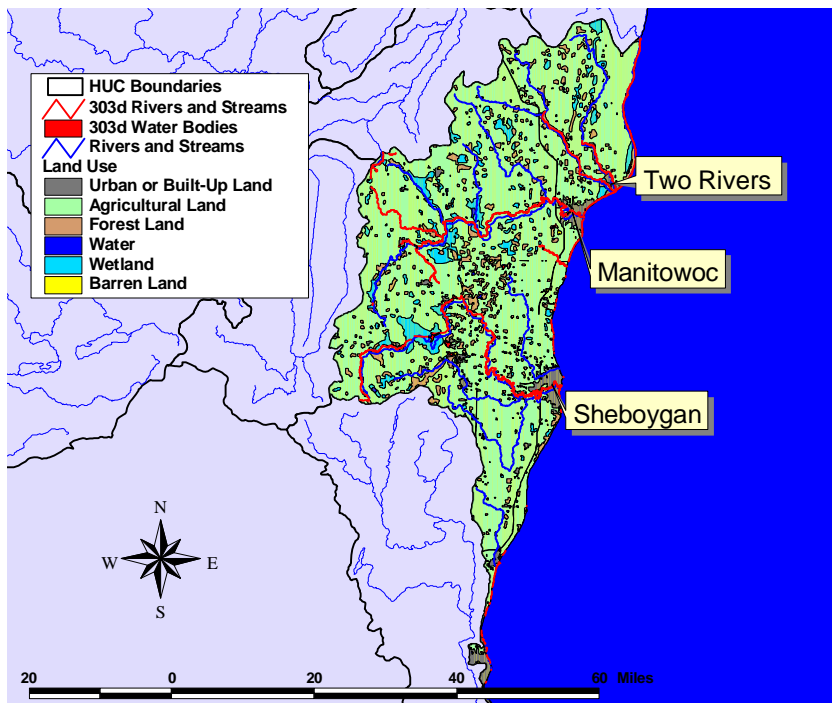 HUC Boundaries
303d Rivers and Streams
303d Water Bodies
Rivers and Streams
Land Use
Urban or Built-Up Land
Agricultural Land
Forest Land
Water
Wetland
Barren Land
Two Rivers
Manitowoc
Sheboygan
N
W E
S
20 0 20 40 60 Miles